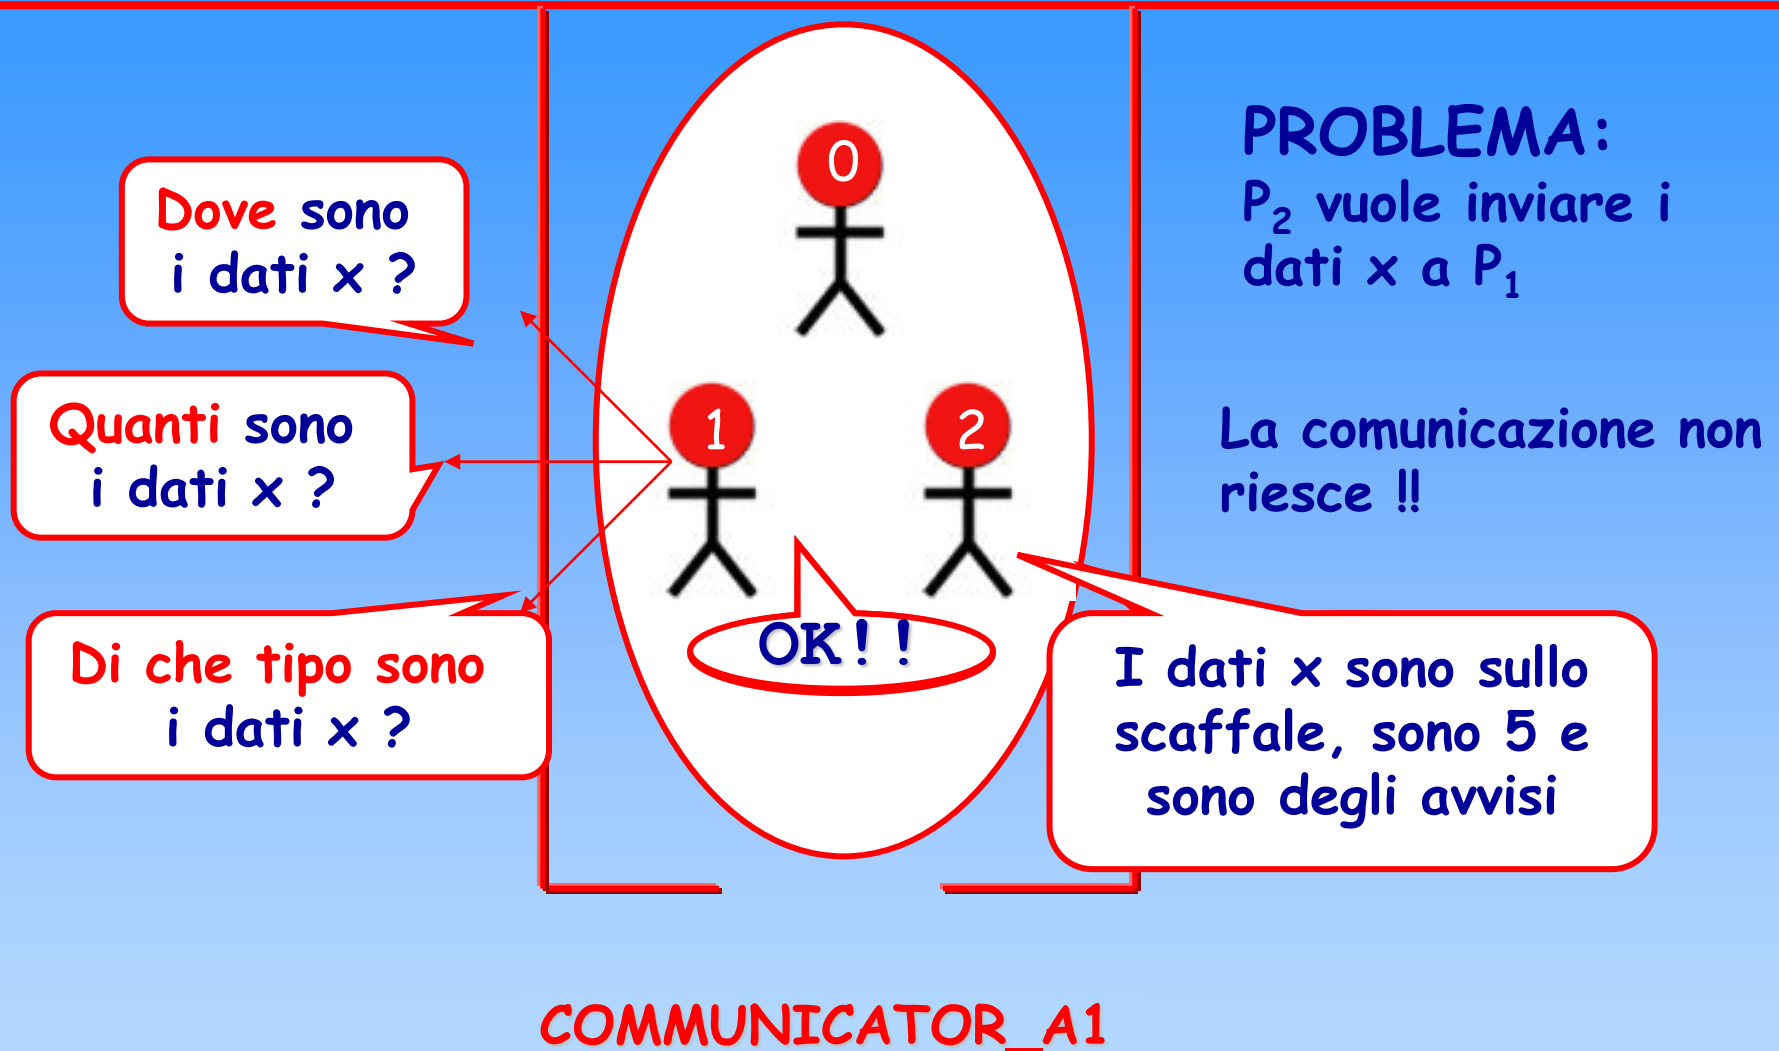 Dove sono
i dati x ?
Quanti sono
i dati x ?
Di che tipo sono
i dati x ?
0
1
2
OK!!
PROBLEMA:
P2 vuole inviare i
dati x a P1
La comunicazione non
riesce !!
I dati x sono sullo
scaffale, sono 5 e
sono degli avvisi
COMMUNICATOR_A1